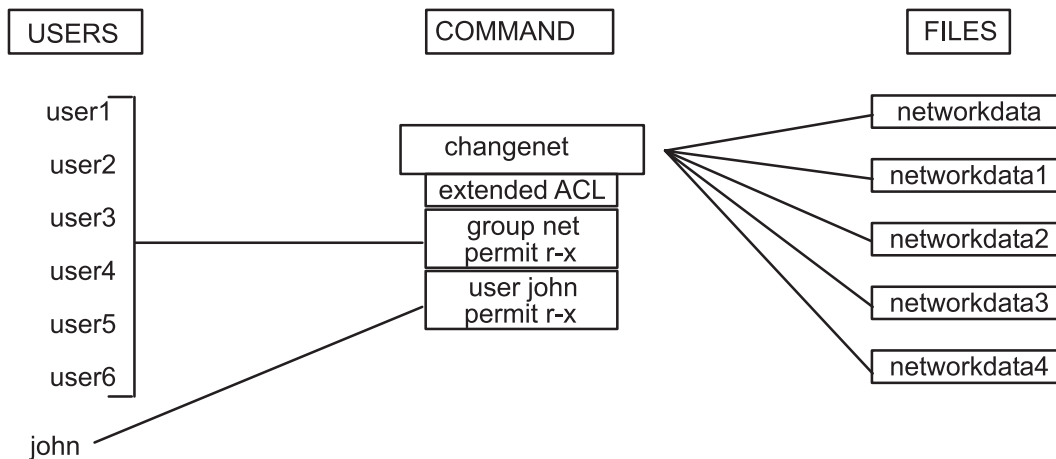 USERS
COMMAND
FILES
user1
user2
user3
user4
user5
user6
john
changenet
extended ACL
group net
permit r-x
user john
permit r-x
networkdata
networkdata1
networkdata2
networkdata3
networkdata4